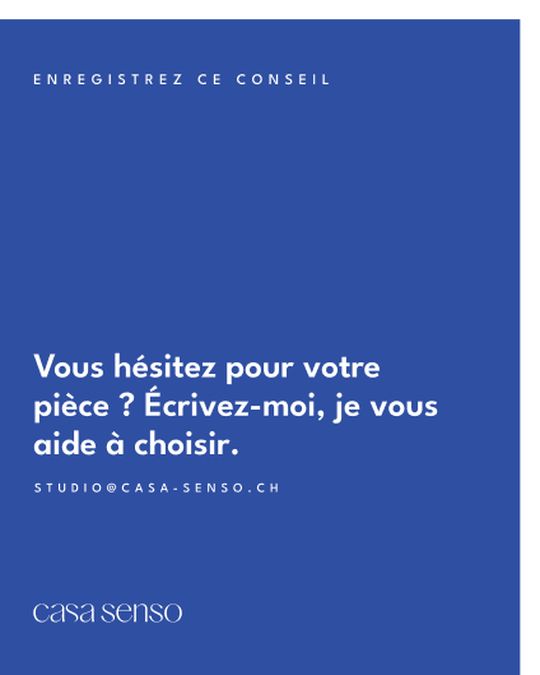 ENREGISTREZ CE CONSEIL
Vous hésitez pour votre
pièce ? Écrivez-moi, je vous
aide à choisir.
STUDIO@CASA-SENSO.CH
casa senso